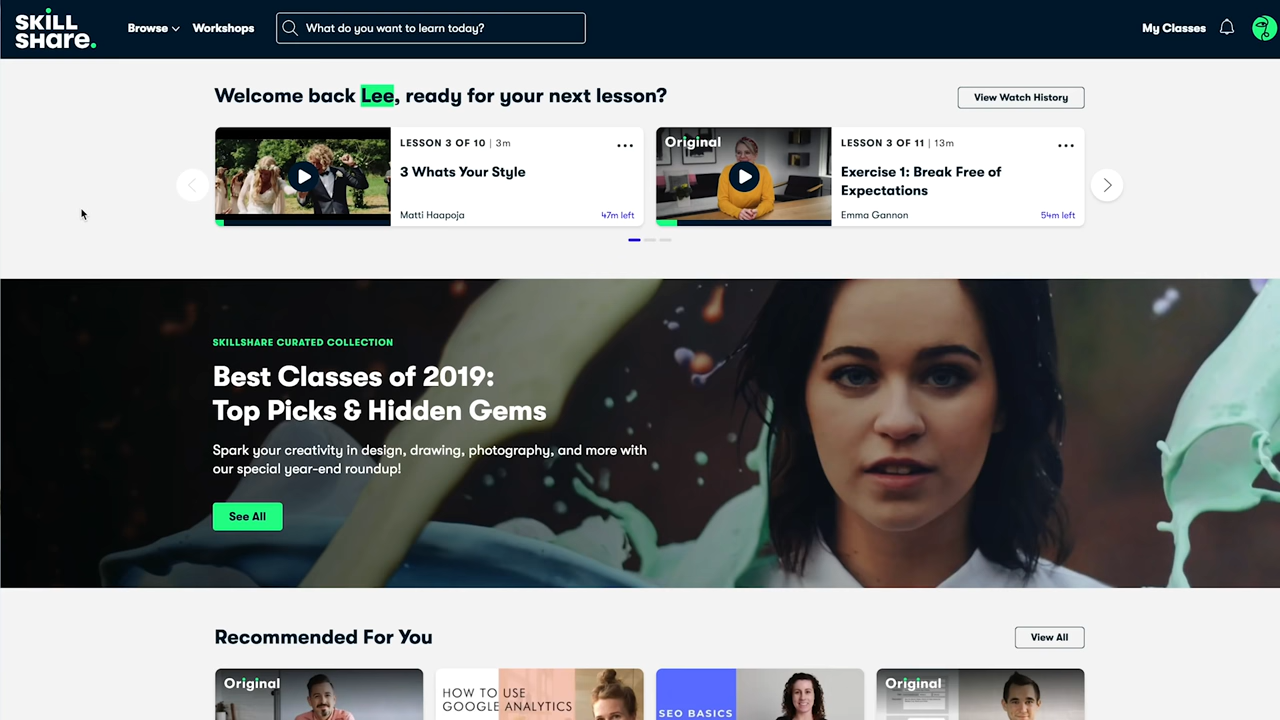 SKILL
SHARE.
Browse
Workshops
What do you want to learn today?
My Classes
Welcome back Lee, ready for your next lesson?
View Watch History
LESSON 3 OF 10 | 3m
3 Whats Your Style
Matti Haapoja
47m left
Original
LESSON 3 OF 11 | 13m
Exercise 1: Break Free of
Expectations
Emma Gannon
54m left
SKILLSHARE CURATED COLLECTION
Best Classes of 2019:
Top Picks & Hidden Gems
Spark your creativity in design, drawing, photography, and more with
our special year-end roundup!
See All
Recommended For You
View All
Original
HOW TO USE
GOOGLE ANALYTICS
SEO BASICS
Original